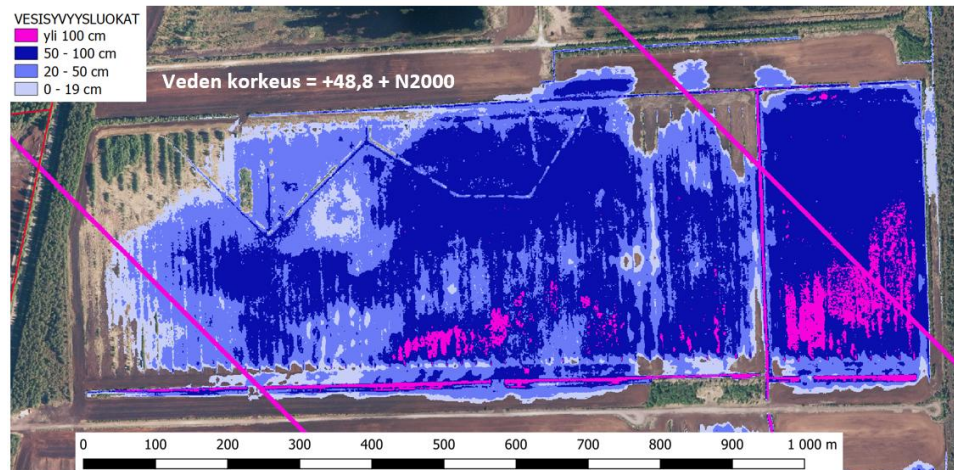 VESISYVYYSLUOKAT
yli 100 cm
50 - 100 cm
20 - 50 cm
0 - 19 cm
Veden korkeus = +48,8 + N2000
0 100 200 300 400 500 600 700 800 900 1 000 m